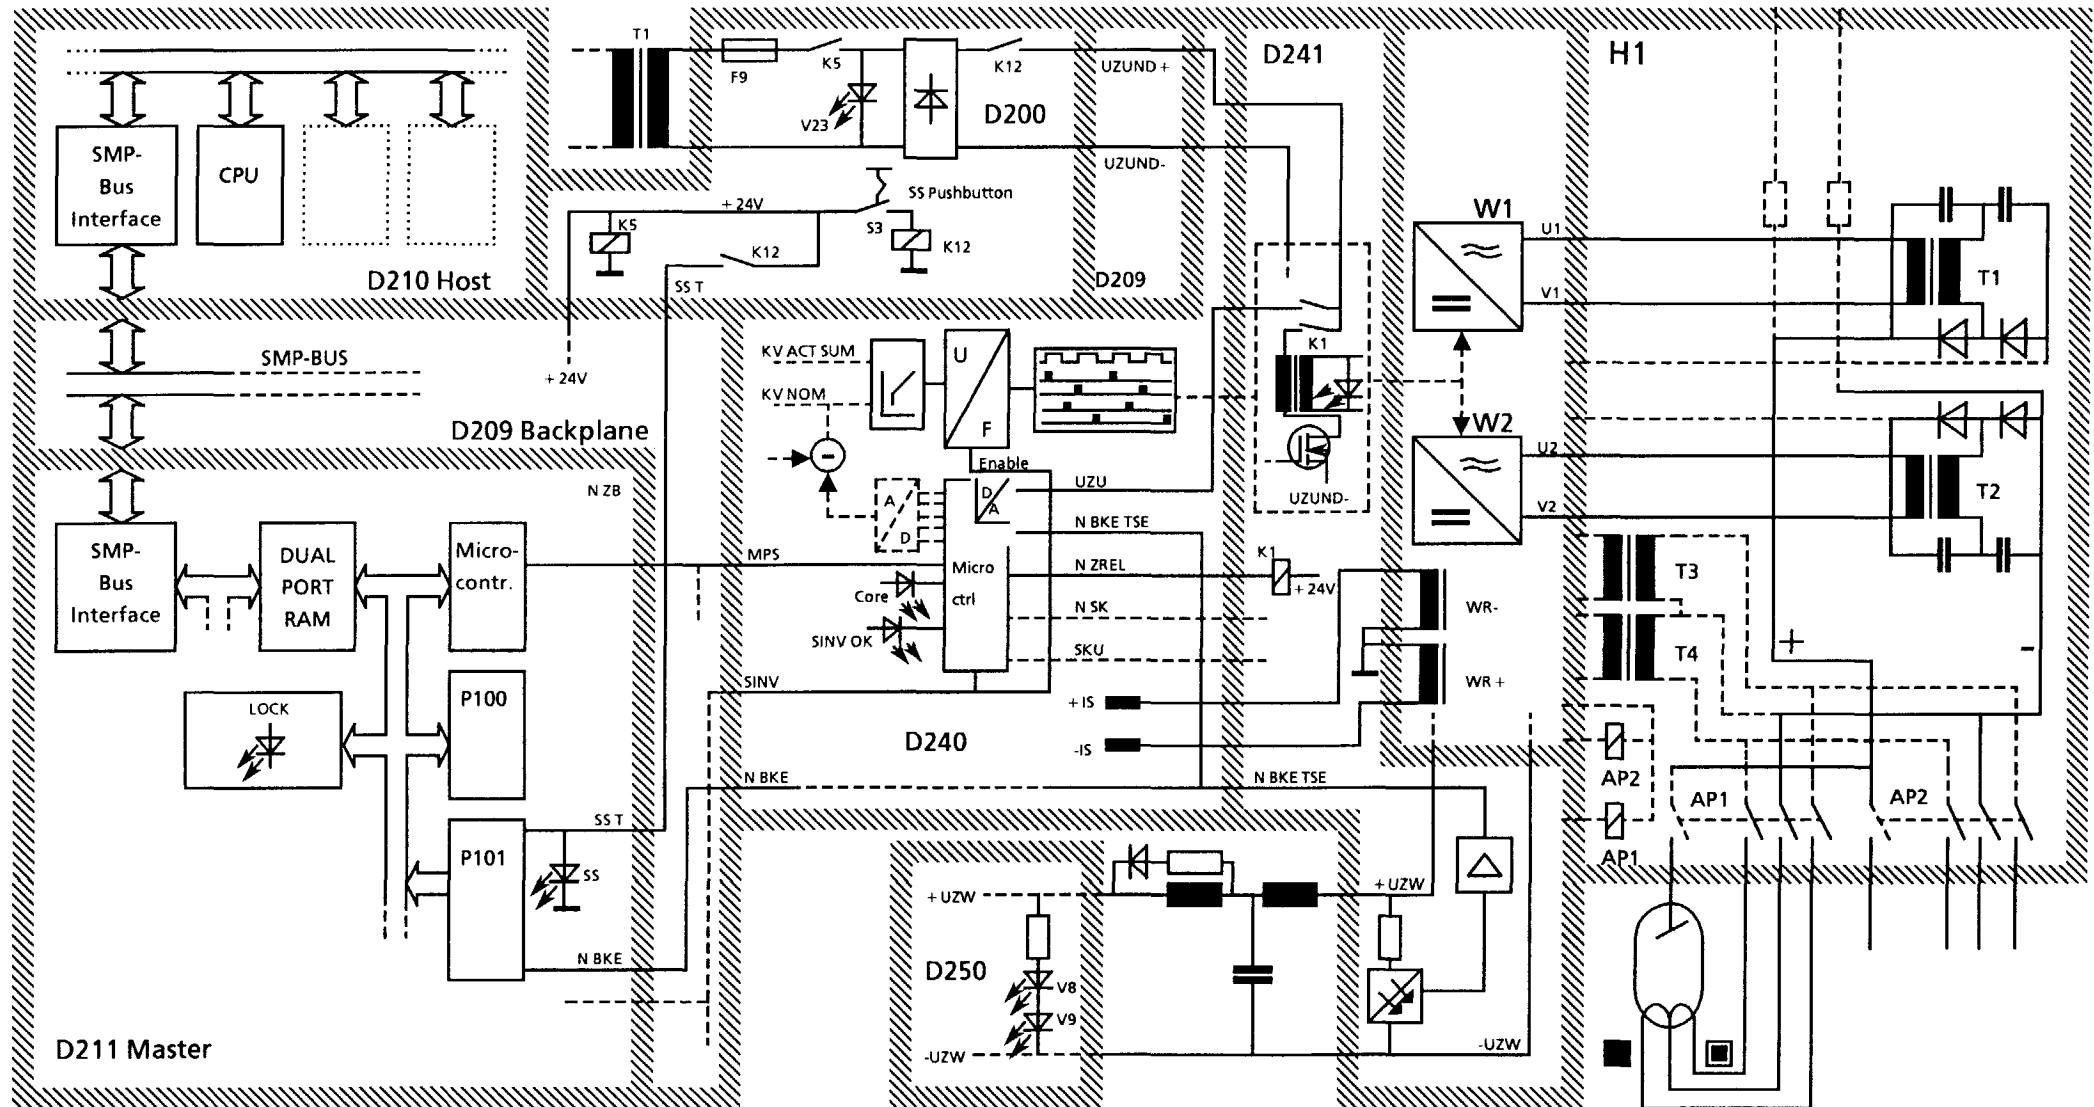 T1
F9
K5
V23
D200
K12
UZUND +
UZUND-
D241
H1
SMP-
Bus
Interface
CPU
D210 Host
+ 24V
SS Pushbutton
S3
K5
K12
K12
SS T
D209
W1
U1
V1
T1
SMP-BUS
+ 24V
D209 Backplane
KV ACT SUM
KV NOM
U
F
-
Enable
K1
UZUND-
W2
U2
V2
T2
N ZB
A
D
D
A
UZU
N BKE TSE
SMP-
Bus
Interface
DUAL
PORT
RAM
Micro-
contr.
MPS
Micro
ctrl
Core
SINV OK
N ZREL
K1
+ 24V
N SK
SKU
SINV
WR-
WR +
T3
T4
+
-
LOCK
P100
+ IS
-IS
D240
AP2
AP1
AP1
AP2
N BKE
N BKE TSE
SS T
P101
SS
N BKE
+ UZW
+ UZW
D250
V8
V9
-UZW
-UZW
D211 Master